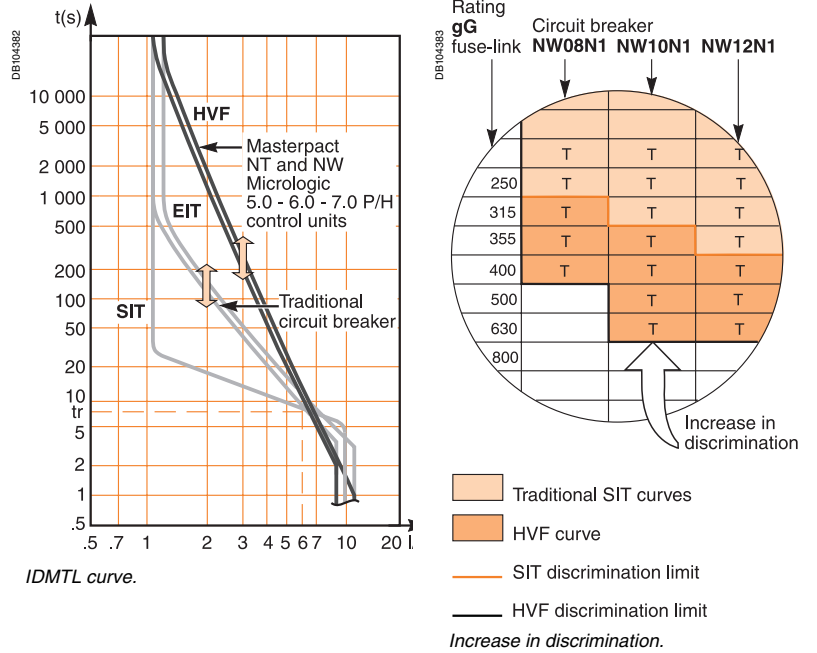 t(s)
DB104382
10 000
5 000
2 000
1 000
500
200
100
50
20
10
tr
5
2
1
.5
HVF
Masterpact
NT and NW
Micrologic
5.0 - 6.0 - 7.0 P/H
control units
EIT
SIT
Traditional
circuit breaker
.5 .7 1 2 3 4 5 6 7 10 20 I
IDMTL curve.
DB104383
Rating
gG
fuse-link
Circuit breaker
NW08N1 NW10N1 NW12N1
T T T
250 T T T
315 T T T
355 T T T
400 T T T
500 T T
630 T T
800
Increase in
discrimination
Traditional SIT curves
HVF curve
SIT discrimination limit
HVF discrimination limit
Increase in discrimination.